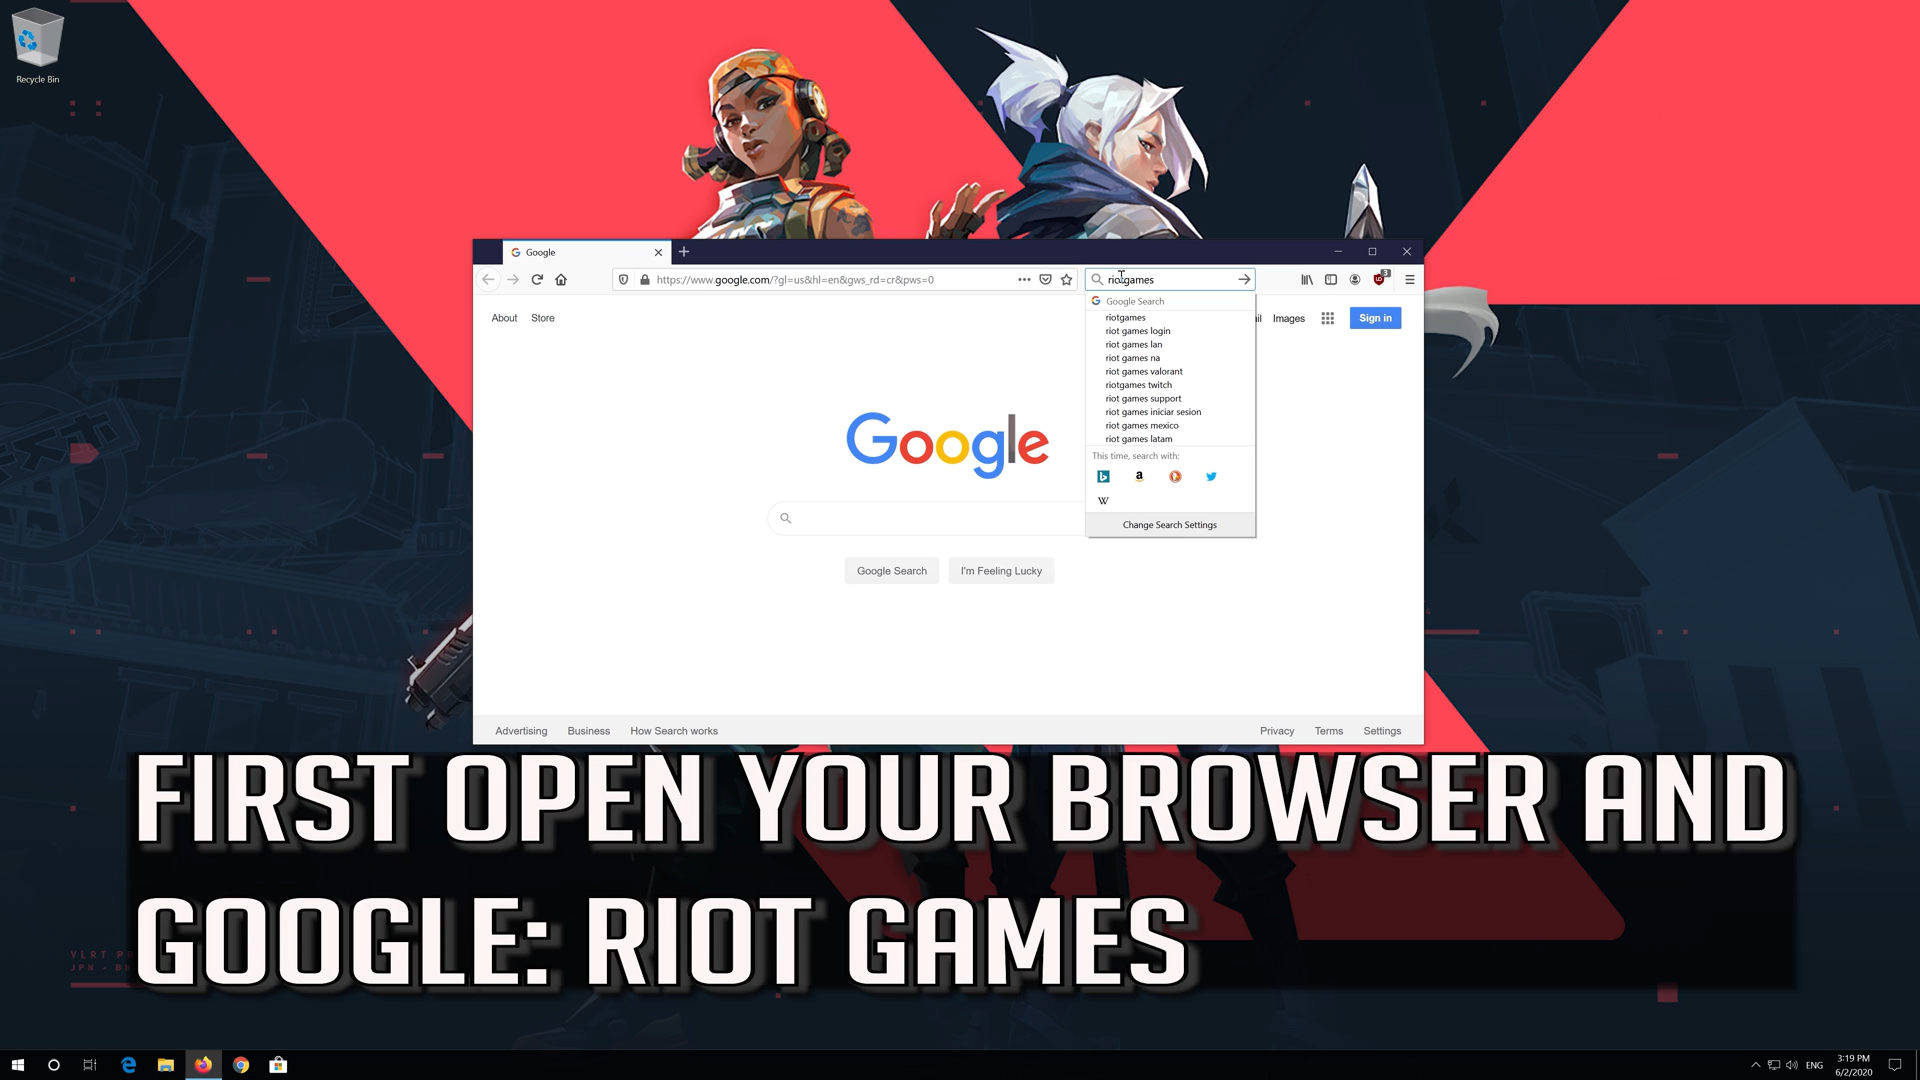 Recycle Bin
Google
https://www.google.com/?gl=us&hl=en&gws_rd=cr&pws=0
riotgames
3
Google Search
riotgames
riot games login
riot games lan
riot games na
riot games valorant
riotgames twitch
riot games support
riot games iniciar sesion
riot games mexico
riot games latam
This time, search with:
W
Change Search Settings
About Store
Images Sign in
Google
Google Search I'm Feeling Lucky
Advertising Business How Search works
Privacy Terms Settings
FIRST OPEN YOUR BROWSER AND
GOOGLE: RIOT GAMES
ENG
3:19 PM
6/2/2020